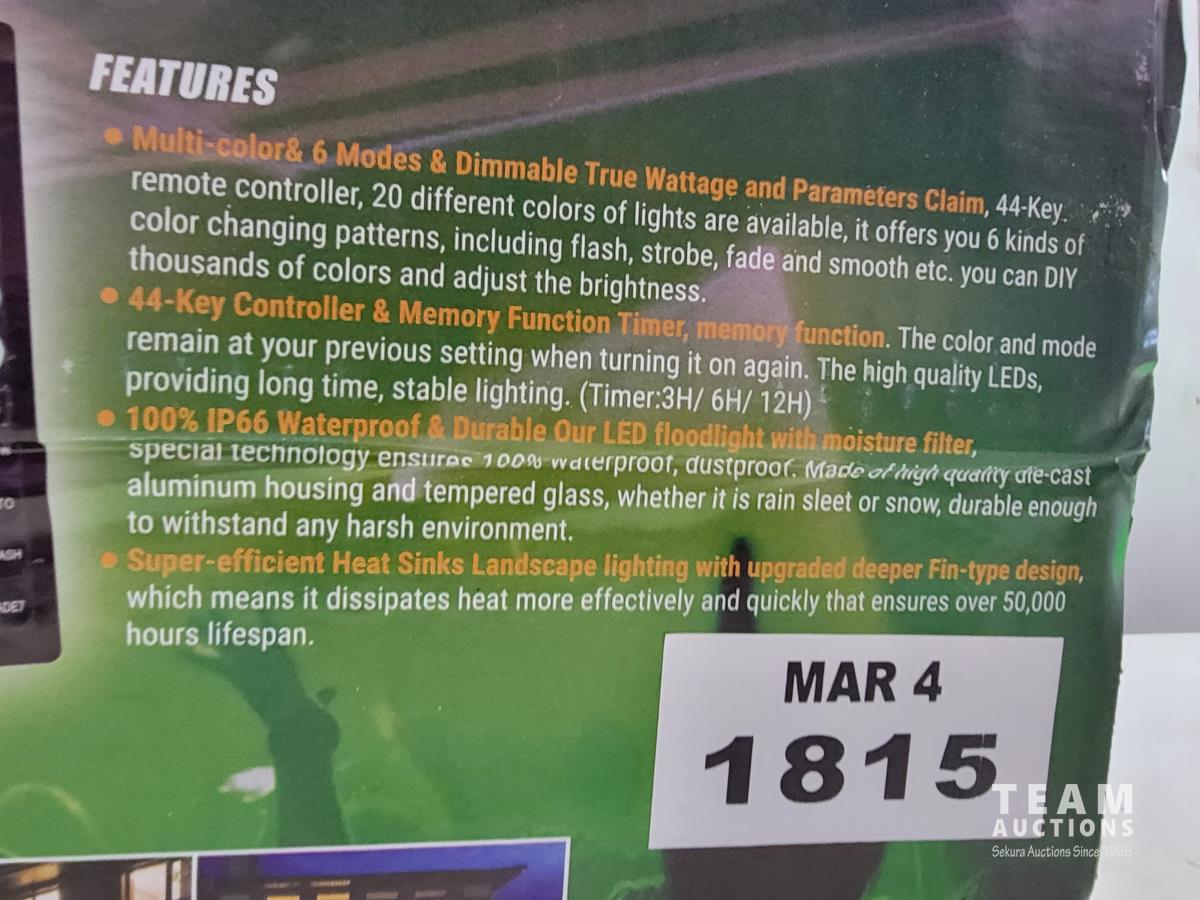 FEATURES
● Multi-color& 6 Modes & Dimmable True Wattage and Parameters Claim, 44-Key
remote controller, 20 different colors of lights are available, it offers you 6 kinds of
color changing patterns, including flash, strobe, fade and smooth etc. you can DIY
thousands of colors and adjust the brightness.
● 44-Key Controller & Memory Function Timer, memory function. The color and mode
remain at your previous setting when turning it on again. The high quality LEDs,
providing long time, stable lighting. (Timer:3H/ 6H/ 12H)
● 100% IP66 Waterproof & Durable Our LED floodlight with moisture filter,
special technology ensures 100% waterproof, dustproof. Made of high quality die-cast
aluminum housing and tempered glass, whether it is rain sleet or snow, durable enough
to withstand any harsh environment.
● Super-efficient Heat Sinks Landscape lighting with upgraded deeper Fin-type design,
which means it dissipates heat more effectively and quickly that ensures over 50,000
hours lifespan.
MAR 4
1815
TEAM
AUCTIONS
Sekura Auctions Since 1966